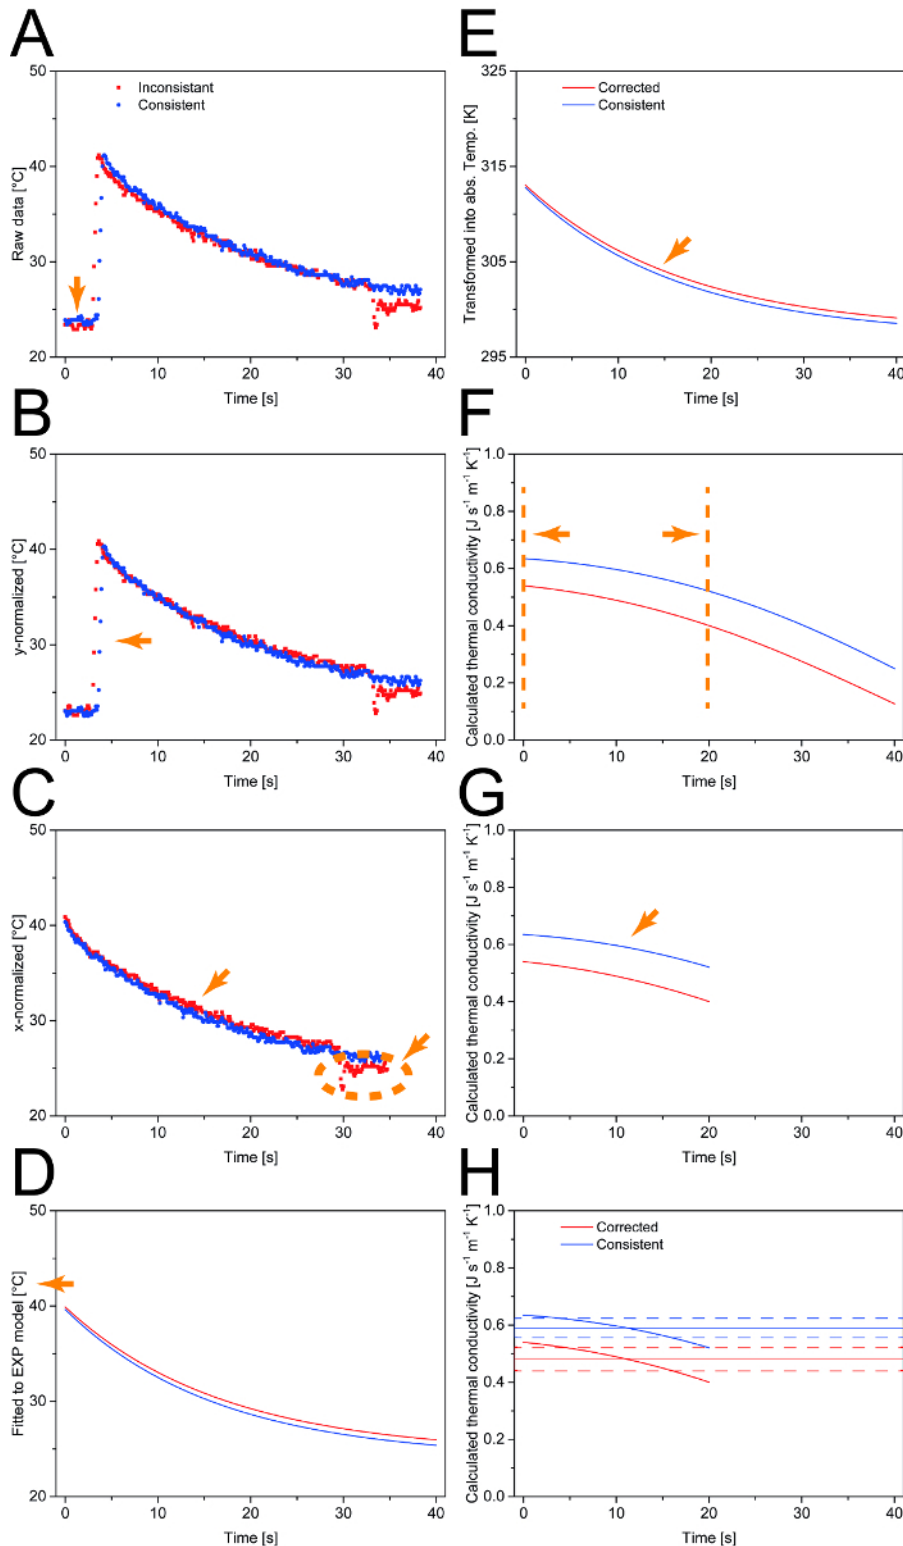 A
50
40
30
20
Raw data [°C]
Inconsistant
Consistent
0 10 20 30 40
Time [s]
B
50
40
30
20
y-normalized [°C]
0 10 20 30 40
Time [s]
C
50
40
30
20
x-normalized [°C]
0 10 20 30 40
Time [s]
D
50
40
30
20
Fitted to EXP model [°C]
0 10 20 30 40
Time [s]
E
325
315
305
295
Transformed into abs. Temp. [K]
Corrected
Consistent
0 10 20 30 40
Time [s]
F
1.0
0.8
0.6
0.4
0.2
0.0
Calculated thermal conductivity [J s⁻¹ m⁻¹ K⁻¹]
0 10 20 30 40
Time [s]
G
1.0
0.8
0.6
0.4
0.2
0.0
Calculated thermal conductivity [J s⁻¹ m⁻¹ K⁻¹]
0 10 20 30 40
Time [s]
H
1.0
0.8
0.6
0.4
0.2
0.0
Calculated thermal conductivity [J s⁻¹ m⁻¹ K⁻¹]
Corrected
Consistent
0 10 20 30 40
Time [s]